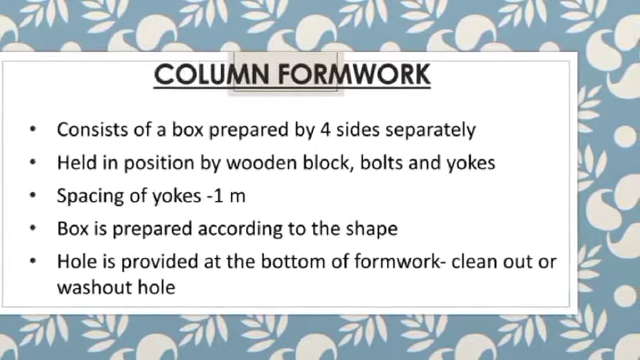 COLUMN FORMWORK
• Consists of a box prepared by 4 sides separately
• Held in position by wooden block, bolts and yokes
• Spacing of yokes -1 m
• Box is prepared according to the shape
• Hole is provided at the bottom of formwork- clean out or
washout hole